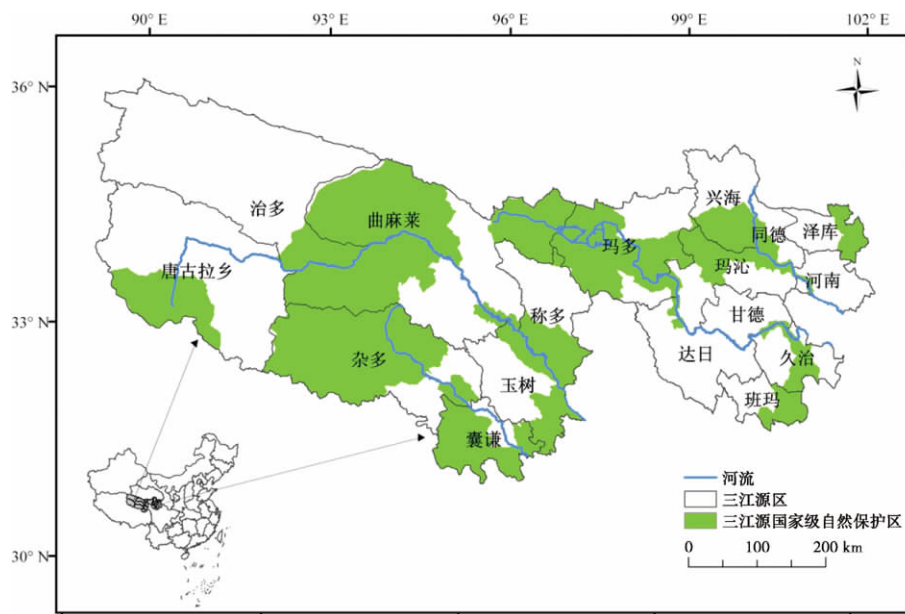 90° E
93° E
96° E
99° E
102° E
36° N
33° N
30° N
N
治多
曲麻莱
兴海
同德
泽库
唐古拉乡
玛多
玛沁
河南
称多
甘德
杂多
达日
久治
玉树
班玛
囊谦
河流
三江源区
三江源国家级自然保护区
0 100 200 km